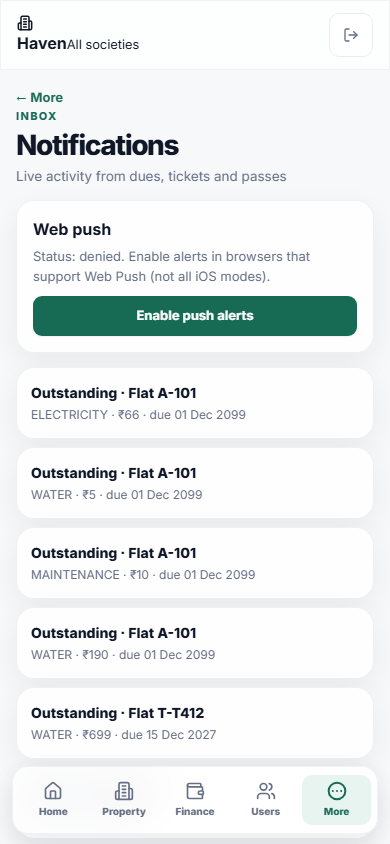 HavenAll societies
← More
INBOX
Notifications
Live activity from dues, tickets and passes
Web push
Status: denied. Enable alerts in browsers that
support Web Push (not all iOS modes).
Enable push alerts
Outstanding · Flat A-101
ELECTRICITY · ₹66 · due 01 Dec 2099
Outstanding · Flat A-101
WATER · ₹5 · due 01 Dec 2099
Outstanding · Flat A-101
MAINTENANCE · ₹10 · due 01 Dec 2099
Outstanding · Flat A-101
WATER · ₹190 · due 01 Dec 2099
Outstanding · Flat T-T412
WATER · ₹699 · due 15 Dec 2027
Home Property Finance Users More